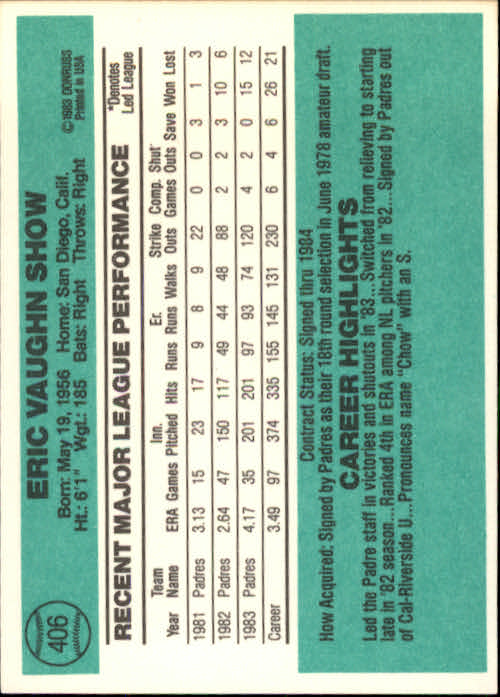 406
ERIC VAUGHN SHOW
Born: May 19, 1956 Home: San Diego, Calif.
Ht.: 6'1" Wgt.: 185 Bats: Right Throws: Right
©1983 DONRUSS
Printed in USA
RECENT MAJOR LEAGUE PERFORMANCE
*Denotes
Led League
Team Inn. Er. Strike Comp. Shut
Year Name ERA Games Pitched Hits Runs Runs Walks Outs Games Outs Save Won Lost
1981 Padres 3.13 15 23 17 9 8 9 22 0 0 3 1 3
1982 Padres 2.64 47 150 117 49 44 48 88 2 2 3 10 6
1983 Padres 4.17 35 201 201 97 93 74 120 4 2 0 15 12
Career 3.49 97 374 335 155 145 131 230 6 4 6 26 21
Contract Status: Signed thru 1984
How Acquired: Signed by Padres as their 18th round selection in June 1978 amateur draft.
CAREER HIGHLIGHTS
Led the Padre staff in victories and shutouts in '83...Switched from relieving to starting
late in '82 season...Ranked 4th in ERA among NL pitchers in '82...Signed by Padres out
of Cal-Riverside U...Pronounces name "Chow" with an S.